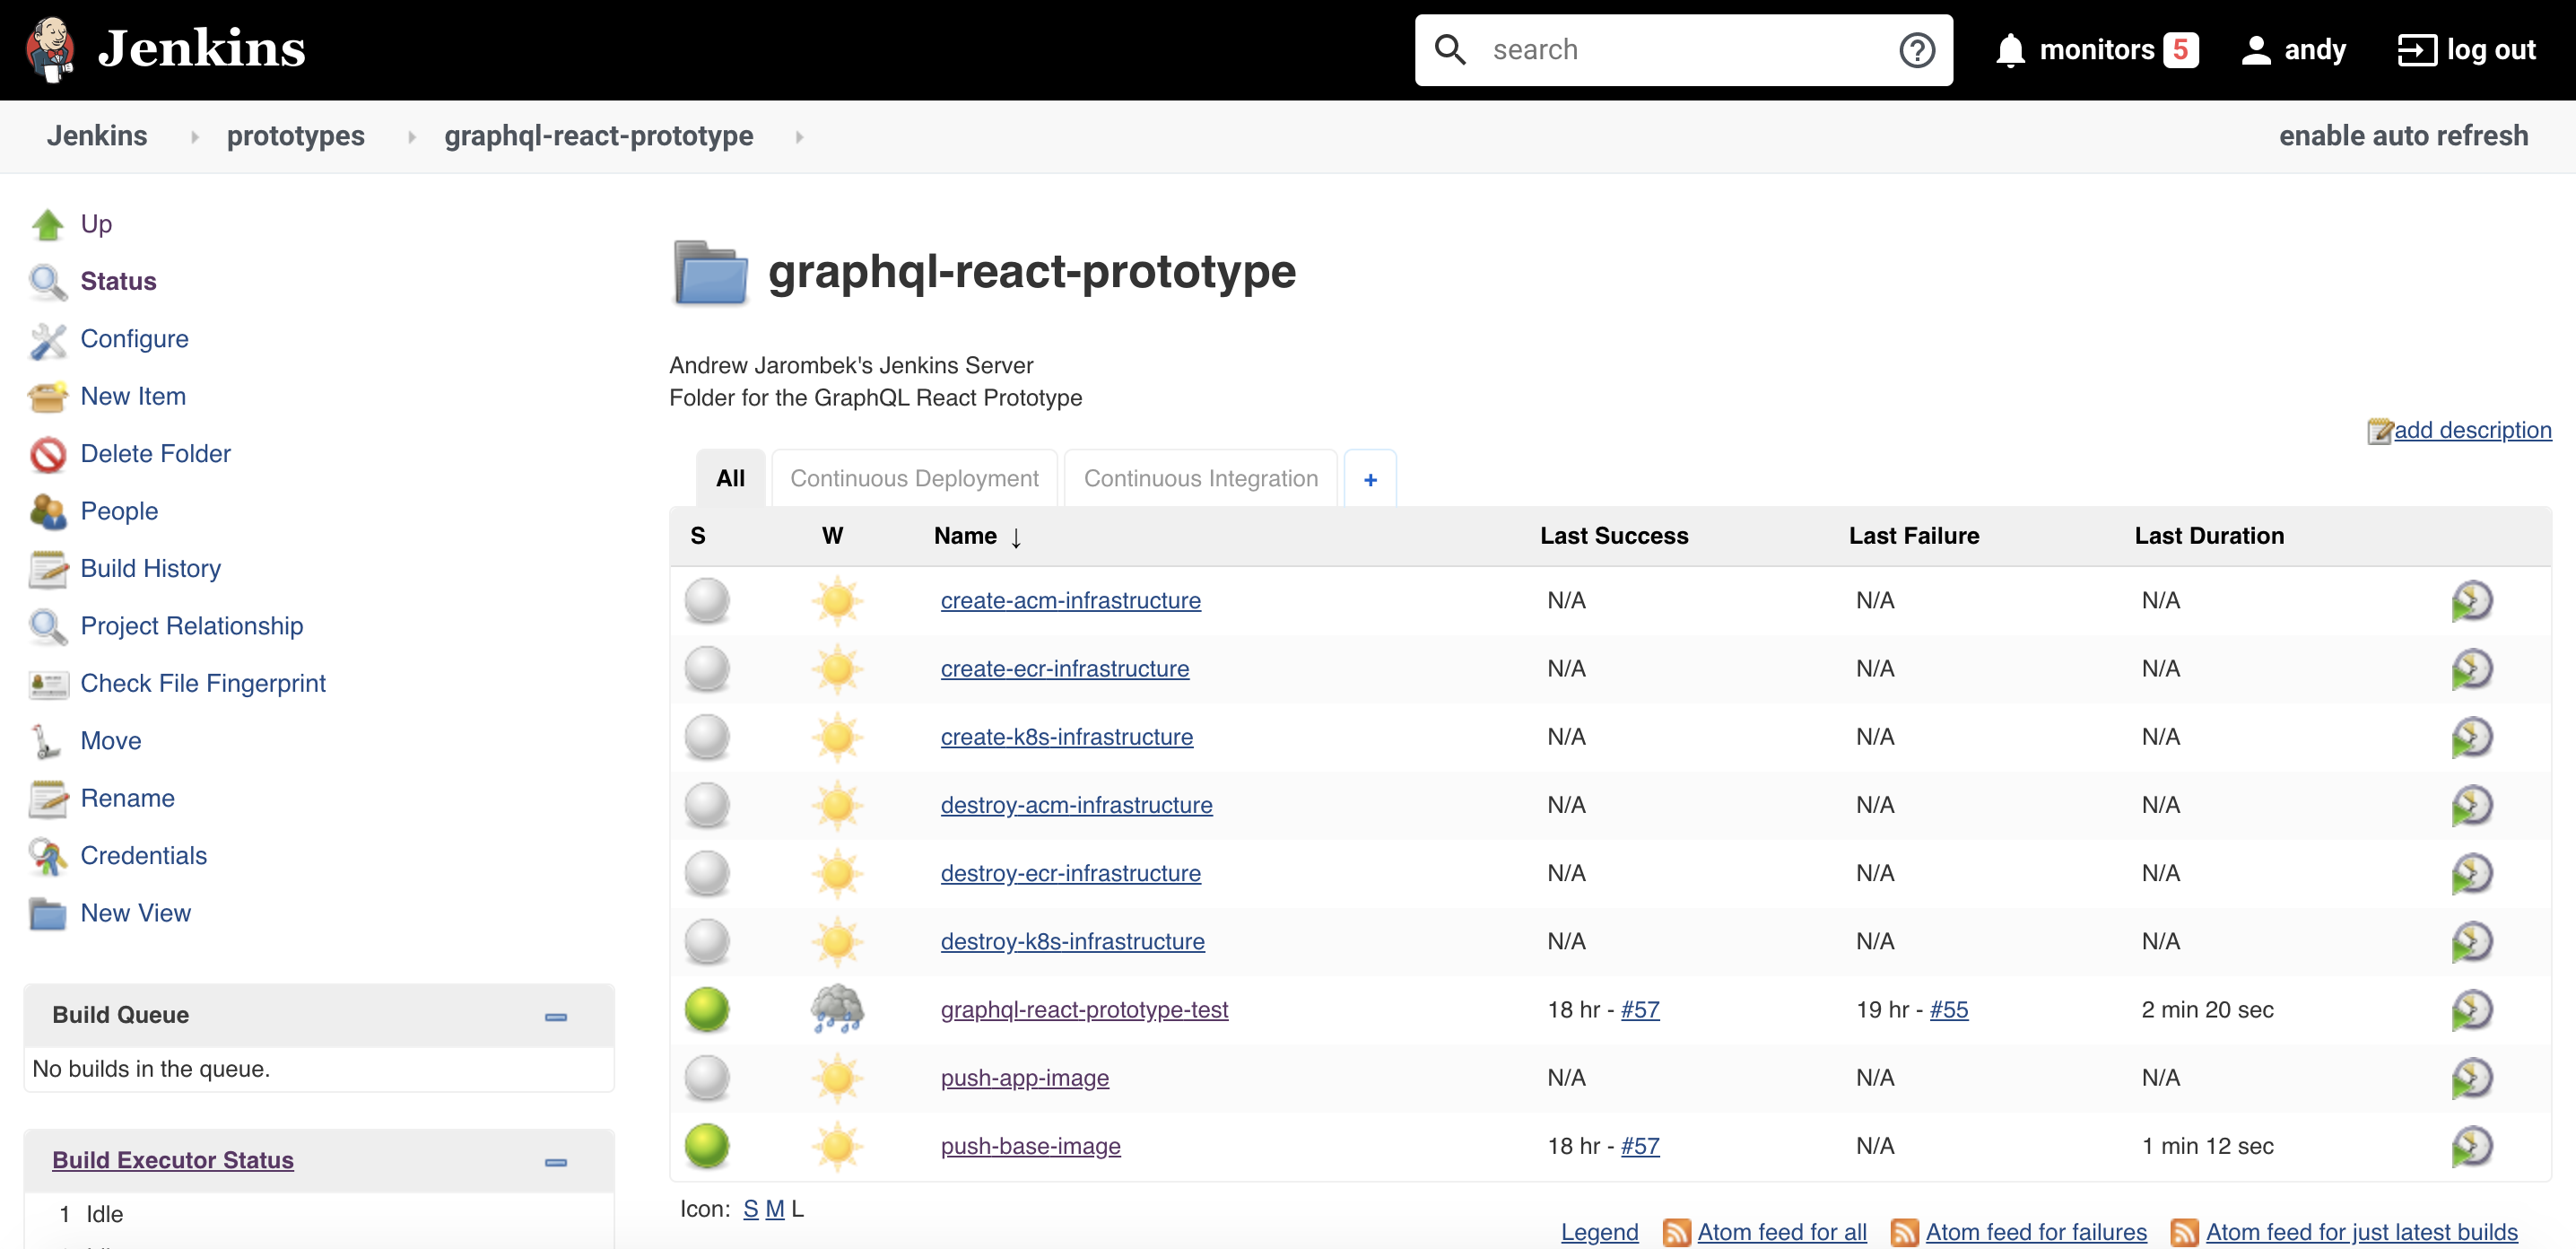 Jenkins
search
monitors 5
andy
log out
Jenkins prototypes graphql-react-prototype
enable auto refresh
Up
Status
Configure
New Item
Delete Folder
People
Build History
Project Relationship
Check File Fingerprint
Move
Rename
Credentials
New View
Build Queue
No builds in the queue.
Build Executor Status
1 Idle
graphql-react-prototype
Andrew Jarombek's Jenkins Server
Folder for the GraphQL React Prototype
add description
All Continuous Deployment Continuous Integration +
S W Name ↓ Last Success Last Failure Last Duration
create-acm-infrastructure N/A N/A N/A
create-ecr-infrastructure N/A N/A N/A
create-k8s-infrastructure N/A N/A N/A
destroy-acm-infrastructure N/A N/A N/A
destroy-ecr-infrastructure N/A N/A N/A
destroy-k8s-infrastructure N/A N/A N/A
graphql-react-prototype-test 18 hr - #57 19 hr - #55 2 min 20 sec
push-app-image N/A N/A N/A
push-base-image 18 hr - #57 N/A 1 min 12 sec
Icon: S M L
Legend Atom feed for all Atom feed for failures Atom feed for just latest builds